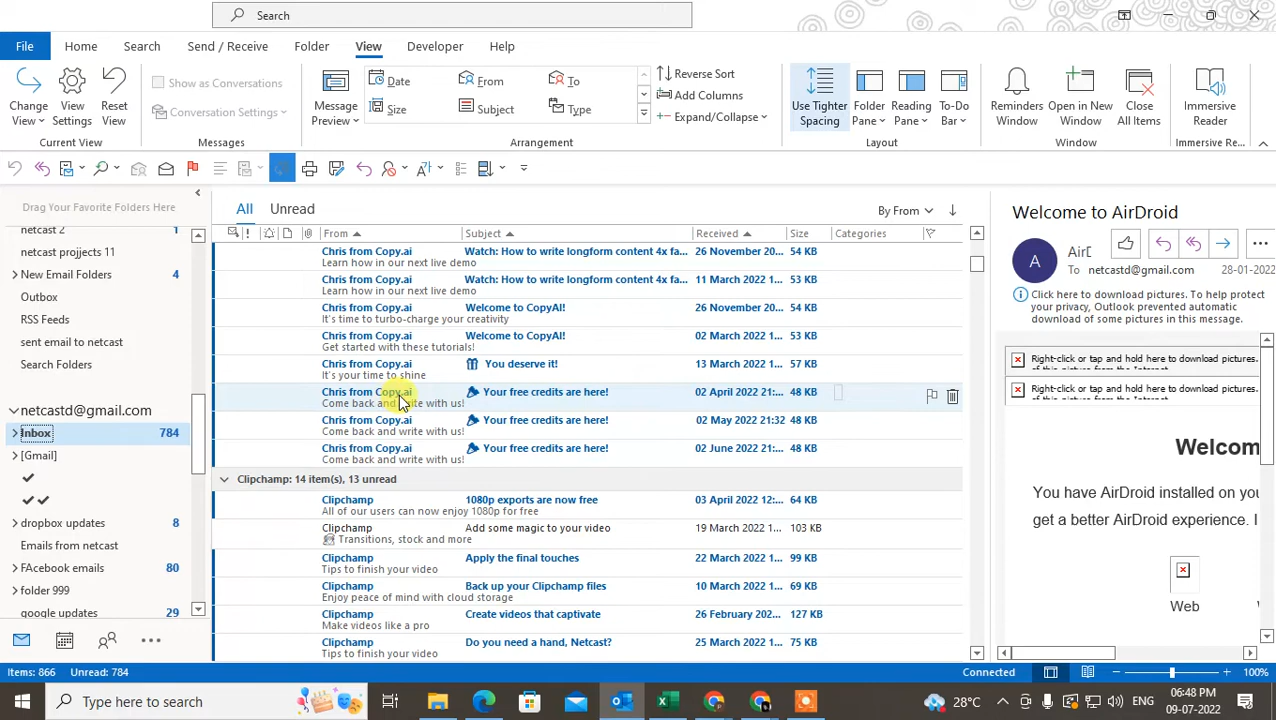 Search
File Home Search Send / Receive Folder View Developer Help
Change View
View Settings
Reset View
Current View
Show as Conversations
Conversation Settings
Messages
Message Preview
Date From To
Size Subject Type
Arrangement
Reverse Sort
Add Columns
Expand/Collapse
Use Tighter Spacing
Folder Pane
Reading Pane
To-Do Bar
Layout
Reminders Window
Open in New Window
Close All Items
Window
Immersive Reader
Immersive Re...
Drag Your Favorite Folders Here
netcast 2 1
netcast projjects 11
New Email Folders 4
Outbox
RSS Feeds
sent email to netcast
Search Folders
netcastd@gmail.com
Inbox 784
[Gmail]
dropbox updates 8
Emails from netcast
FAcebook emails 80
folder 999
google updates 29
All Unread By From
From Subject Received Size Categories
Chris from Copy.ai Watch: How to write longform content 4x fa... 26 November 20... 54 KB
Learn how in our next live demo
Chris from Copy.ai Watch: How to write longform content 4x fa... 11 March 2022 1... 53 KB
Learn how in our next live demo
Chris from Copy.ai Welcome to CopyAI! 26 November 20... 54 KB
It's time to turbo-charge your creativity
Chris from Copy.ai Welcome to CopyAI! 02 March 2022 1... 53 KB
Get started with these tutorials!
Chris from Copy.ai You deserve it! 13 March 2022 1... 57 KB
It's your time to shine
Chris from Copy.ai Your free credits are here! 02 April 2022 21:... 48 KB
Come back and write with us!
Chris from Copy.ai Your free credits are here! 02 May 2022 21:32 48 KB
Come back and write with us!
Chris from Copy.ai Your free credits are here! 02 June 2022 21:... 48 KB
Come back and write with us!
Clipchamp: 14 item(s), 13 unread
Clipchamp 1080p exports are now free 03 April 2022 12:... 64 KB
All of our users can now enjoy 1080p for free
Clipchamp Add some magic to your video 19 March 2022 1... 103 KB
Transitions, stock and more
Clipchamp Apply the final touches 22 March 2022 1... 99 KB
Tips to finish your video
Clipchamp Back up your Clipchamp files 10 March 2022 1... 69 KB
Enjoy peace of mind with cloud storage
Clipchamp Create videos that captivate 26 February 202... 127 KB
Make videos like a pro
Clipchamp Do you need a hand, Netcast? 25 March 2022 1... 75 KB
Tips to finish your video
Welcome to AirDroid
A
To netcastd@gmail.com 28-01-2022
Click here to download pictures. To help protect
your privacy, Outlook prevented automatic
download of some pictures in this message.
Right-click or tap and hold here to download pictures.
Right-click or tap and hold here to download pictures.
Welcom
You have AirDroid installed on you
get a better AirDroid experience. I
Web
Items: 866 Unread: 784 Connected 100%
Type here to search
28°C ENG 06:48 PM
09-07-2022